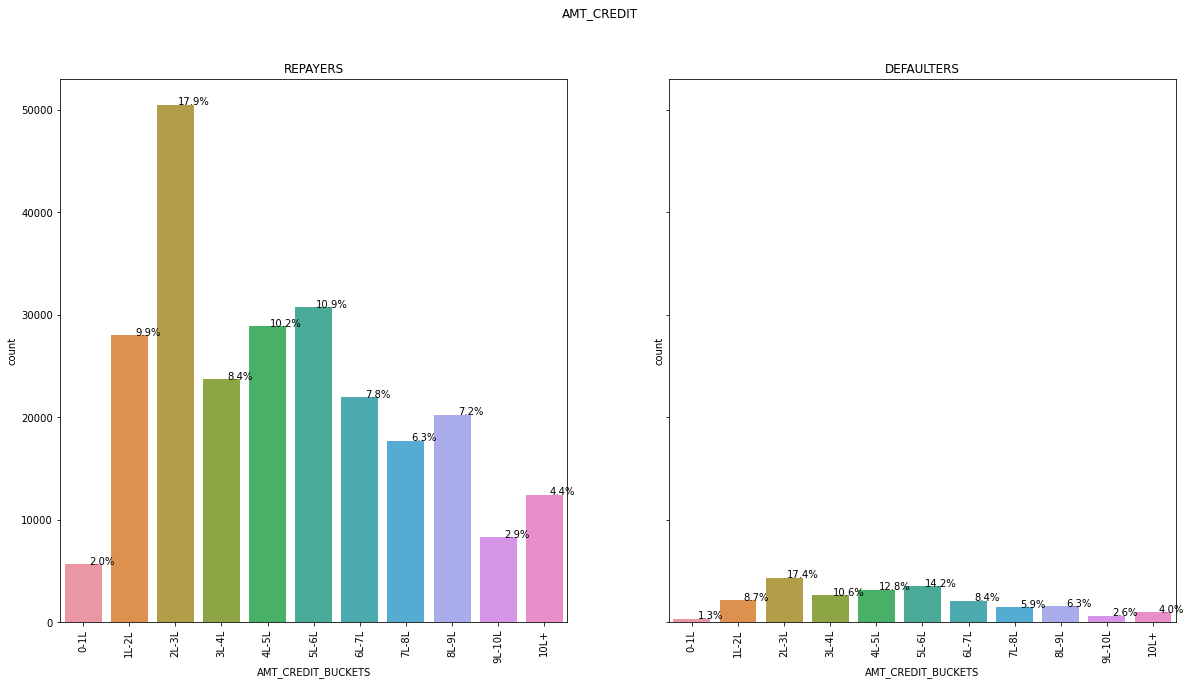 AMT_CREDIT
REPAYERS
50000
40000
30000
20000
10000
0
count
2.0%
9.9%
17.9%
8.4%
10.2%
10.9%
7.8%
6.3%
7.2%
2.9%
4.4%
0-1L
1L-2L
2L-3L
3L-4L
4L-5L
5L-6L
6L-7L
7L-8L
8L-9L
9L-10L
10L+
AMT_CREDIT_BUCKETS
DEFAULTERS
count
1.3%
8.7%
17.4%
10.6%
12.8%
14.2%
8.4%
5.9%
6.3%
2.6%
4.0%
0-1L
1L-2L
2L-3L
3L-4L
4L-5L
5L-6L
6L-7L
7L-8L
8L-9L
9L-10L
10L+
AMT_CREDIT_BUCKETS